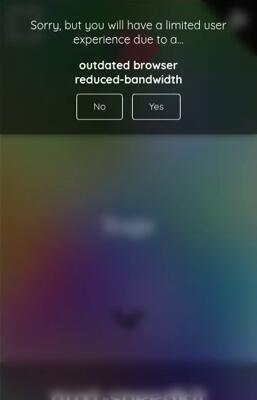 Sorry, but you will have a limited user
experience due to a...
outdated browser
reduced-bandwidth
No
Yes